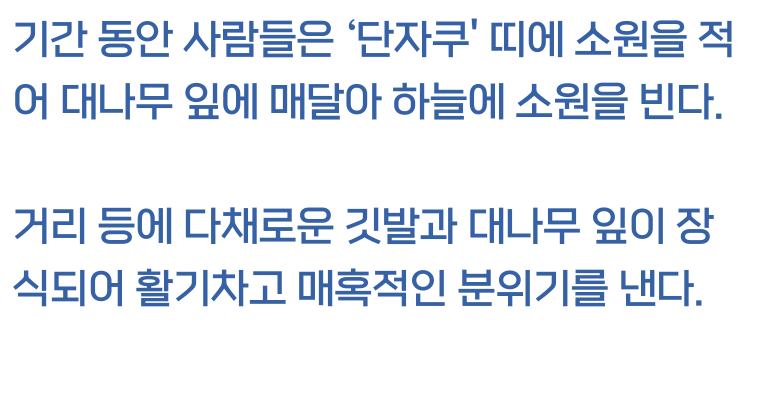 기간 동안 사람들은 ‘단자쿠' 띠에 소원을 적
어 대나무 잎에 매달아 하늘에 소원을 빈다.
거리 등에 다채로운 깃발과 대나무 잎이 장
식되어 활기차고 매혹적인 분위기를 낸다.